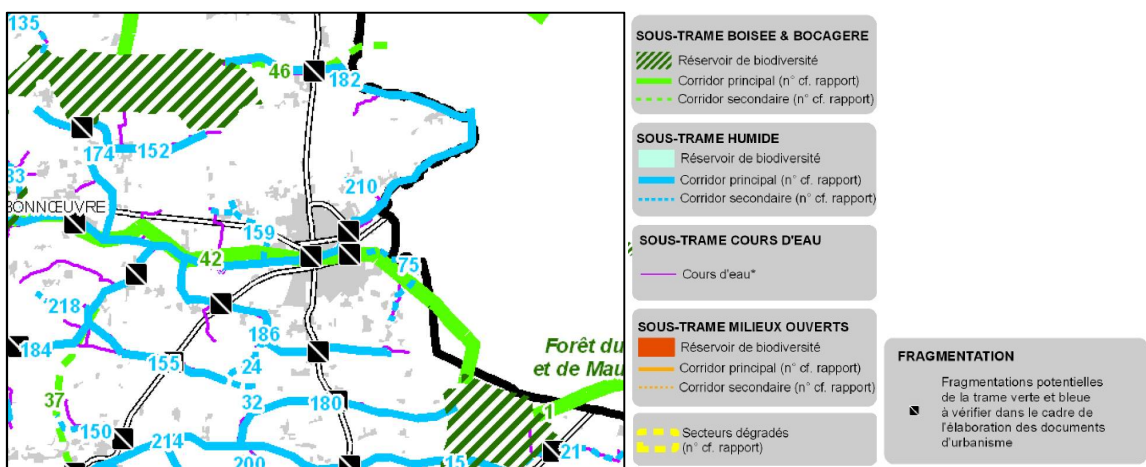 135
46
182
174
152
33
210
BONNŒUVRE
159
42
75
218
186
184
155
24
Forêt du
et de Mau
37
32
180
1
150
214
200
15
21
SOUS-TRAME BOISEE & BOCAGERE
Réservoir de biodiversité
Corridor principal (n° cf. rapport)
Corridor secondaire (n° cf. rapport)
SOUS-TRAME HUMIDE
Réservoir de biodiversité
Corridor principal (n° cf. rapport)
Corridor secondaire (n° cf. rapport)
SOUS-TRAME COURS D'EAU
Cours d'eau*
SOUS-TRAME MILIEUX OUVERTS
Réservoir de biodiversité
Corridor principal (n° cf. rapport)
Corridor secondaire (n° cf. rapport)
Secteurs dégradés
(n° cf. rapport)
FRAGMENTATION
Fragmentations potentielles
de la trame verte et bleue
à vérifier dans le cadre de
l'élaboration des documents
d'urbanisme